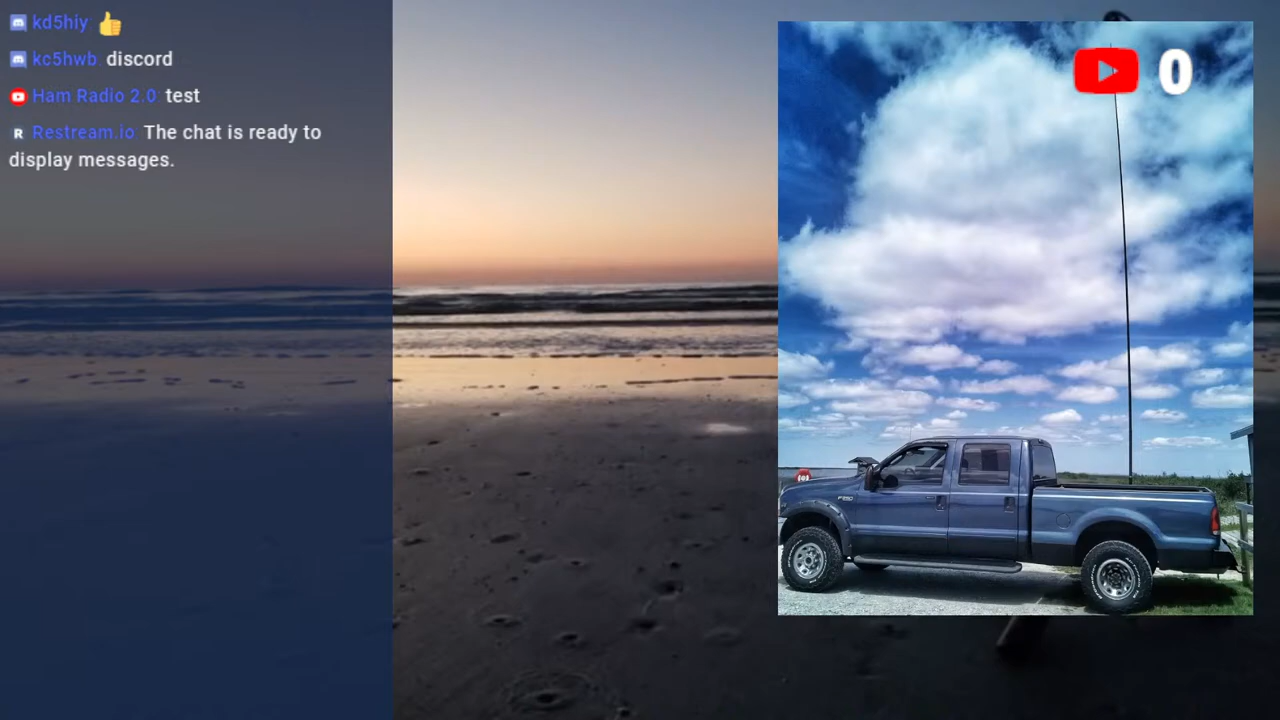 kd5hiy: 👍
kc5hwb: discord
Ham Radio 2.0: test
R Restream.io: The chat is ready to
display messages.
0